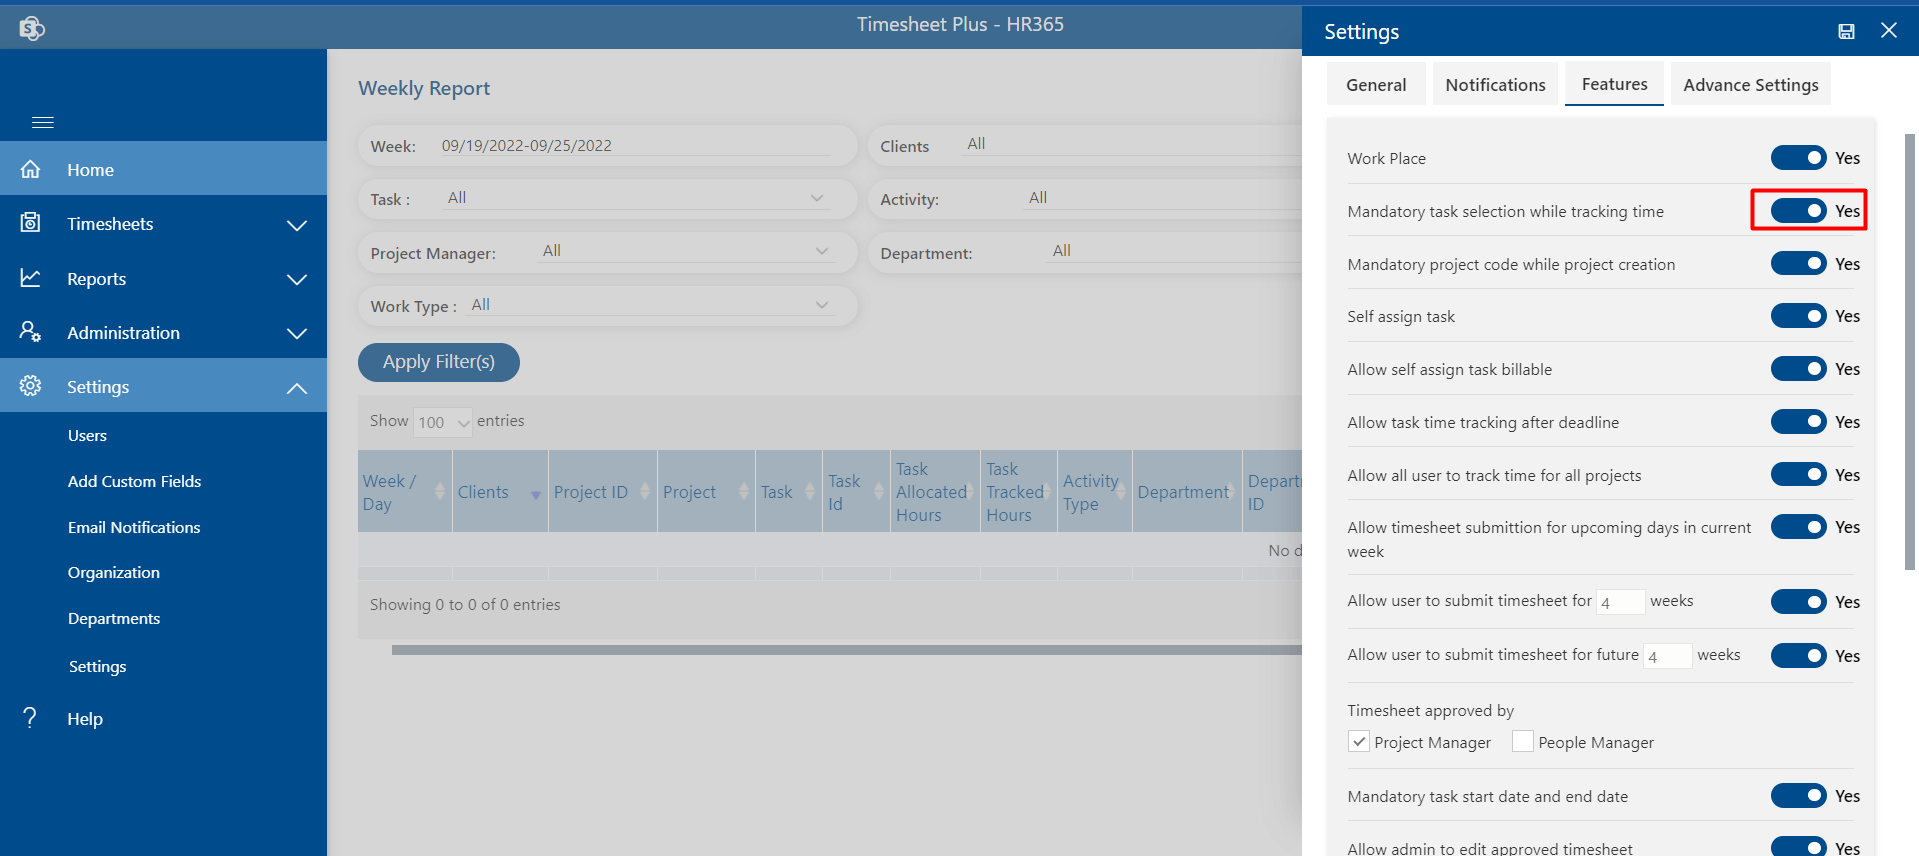 Timesheet Plus - HR365
Home
Timesheets
Reports
Administration
Settings
Users
Add Custom Fields
Email Notifications
Organization
Departments
Settings
? Help
Weekly Report
Week: 09/19/2022-09/25/2022
Clients All
Task : All
Activity: All
Project Manager: All
Department: All
Work Type : All
Apply Filter(s)
Show 100 entries
Week / Day
Clients
Project ID
Project
Task
Task Id
Task Allocated Hours
Task Tracked Hours
Activity Type
Department
Depart ID
No d
Showing 0 to 0 of 0 entries
Settings
General Notifications Features Advance Settings
Work Place Yes
Mandatory task selection while tracking time Yes
Mandatory project code while project creation Yes
Self assign task Yes
Allow self assign task billable Yes
Allow task time tracking after deadline Yes
Allow all user to track time for all projects Yes
Allow timesheet submittion for upcoming days in current Yes
week
Allow user to submit timesheet for 4 weeks Yes
Allow user to submit timesheet for future 4 weeks Yes
Timesheet approved by
Project Manager People Manager
Mandatory task start date and end date Yes
Allow admin to edit approved timesheet Yes